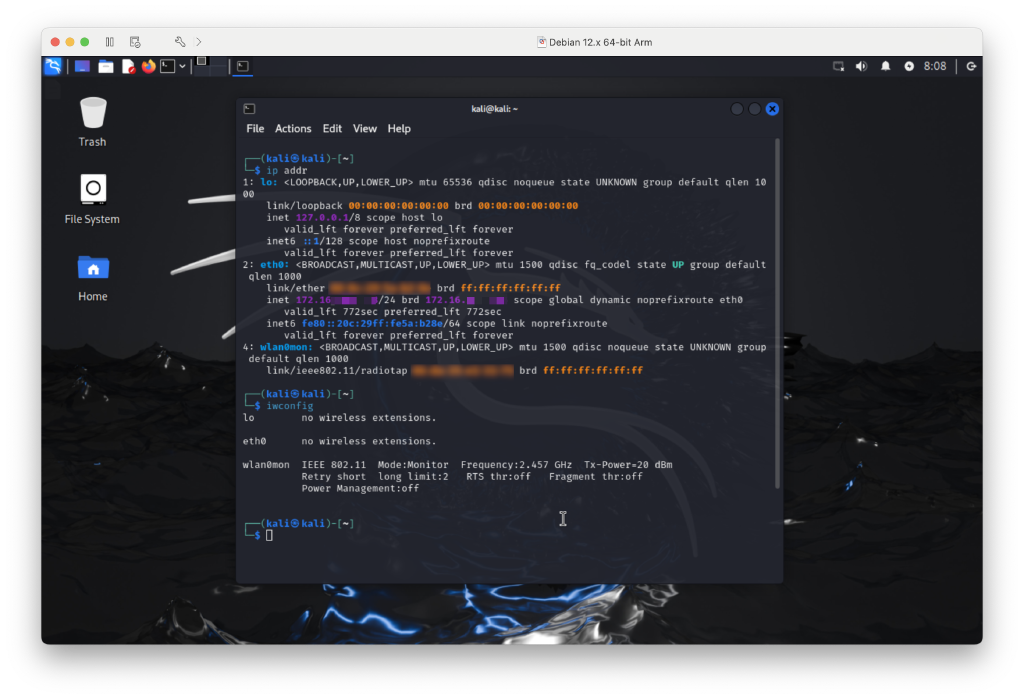 Debian 12.x 64-bit Arm
8:08
Trash
File System
Home
kali@kali: ~
File Actions Edit View Help
┌──(kali㉿kali)-[~]
└─$ ip addr
1: lo: <LOOPBACK,UP,LOWER_UP> mtu 65536 qdisc noqueue state UNKNOWN group default qlen 10
00
link/loopback 00:00:00:00:00:00 brd 00:00:00:00:00:00
inet 127.0.0.1/8 scope host lo
valid_lft forever preferred_lft forever
inet6 ::1/128 scope host noprefixroute
valid_lft forever preferred_lft forever
2: eth0: <BROADCAST,MULTICAST,UP,LOWER_UP> mtu 1500 qdisc fq_codel state UP group default
qlen 1000
link/ether brd ff:ff:ff:ff:ff:ff
inet 172.16 /24 brd 172.16. scope global dynamic noprefixroute eth0
valid_lft 772sec preferred_lft 772sec
inet6 fe80::20c:29ff:fe5a:b28e/64 scope link noprefixroute
valid_lft forever preferred_lft forever
4: wlan0mon: <BROADCAST,MULTICAST,UP,LOWER_UP> mtu 1500 qdisc noqueue state UNKNOWN group
default qlen 1000
link/ieee802.11/radiotap brd ff:ff:ff:ff:ff:ff
┌──(kali㉿kali)-[~]
└─$ iwconfig
lo no wireless extensions.
eth0 no wireless extensions.
wlan0mon IEEE 802.11 Mode:Monitor Frequency:2.457 GHz Tx-Power=20 dBm
Retry short long limit:2 RTS thr:off Fragment thr:off
Power Management:off
┌──(kali㉿kali)-[~]
└─$